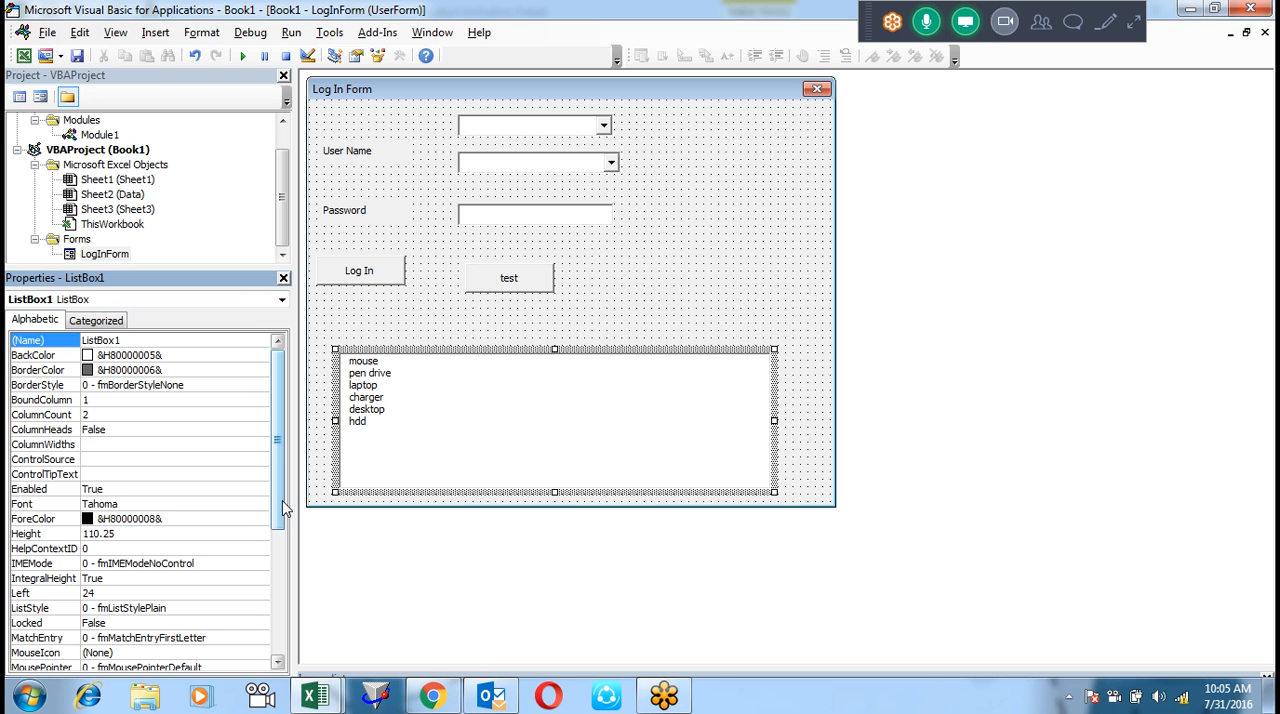 Microsoft Visual Basic for Applications - Book1 - [Book1 - LogInForm (UserForm)]
File Edit View Debug Run Tools Add-Ins Window Help
Project - VBAProject
Modules
Module1
VBAProject (Book1)
Microsoft Excel Objects
Sheet1 (Sheet1)
Sheet2 (Data)
Sheet3 (Sheet3)
ThisWorkbook
Forms
LogInForm
Properties - ListBox1
ListBox1 ListBox
Alphabetic Categorized
(Name) ListBox1
BackColor &H80000005&
BorderColor &H80000006&
BorderStyle 0 - fmBorderStyleNone
BoundColumn 1
ColumnCount 2
ColumnHeads False
ColumnWidths
ControlSource
ControlTipText
Enabled True
Font Tahoma
ForeColor &H80000008&
Height 110.25
HelpContextID 0
IMEMode 0 - fmIMEModeNoControl
IntegralHeight True
Left 24
ListStyle 0 - fmListStylePlain
Locked False
MatchEntry 0 - fmMatchEntryFirstLetter
MouseIcon (None)
MousePointer 0 - fmMousePointerDefault
Log In Form
User Name
Password
Log In
test
mouse
pen drive
laptop
charger
desktop
hdd
10:05 AM
7/31/2016